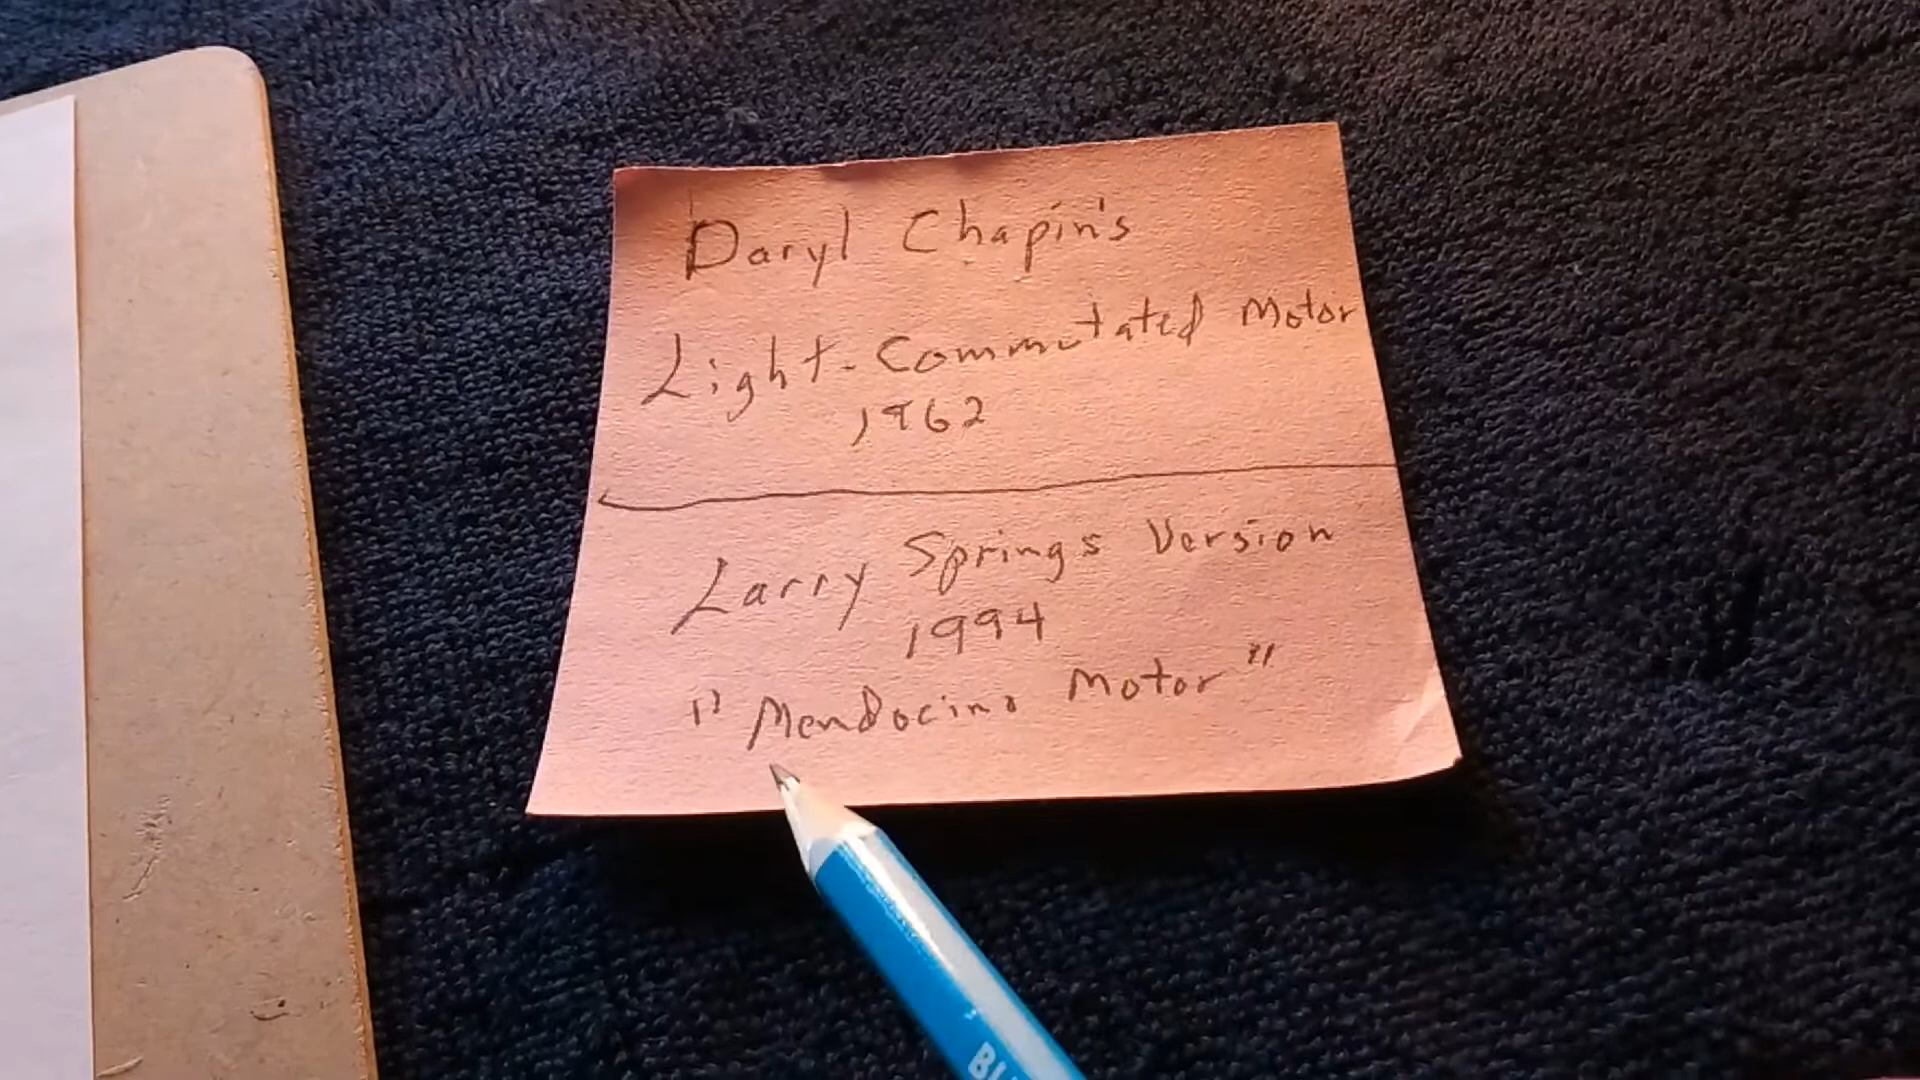 Daryl Chapin's
Light-Commutated Motor
1962
Larry Springs Version
1994
"Mendocino Motor"